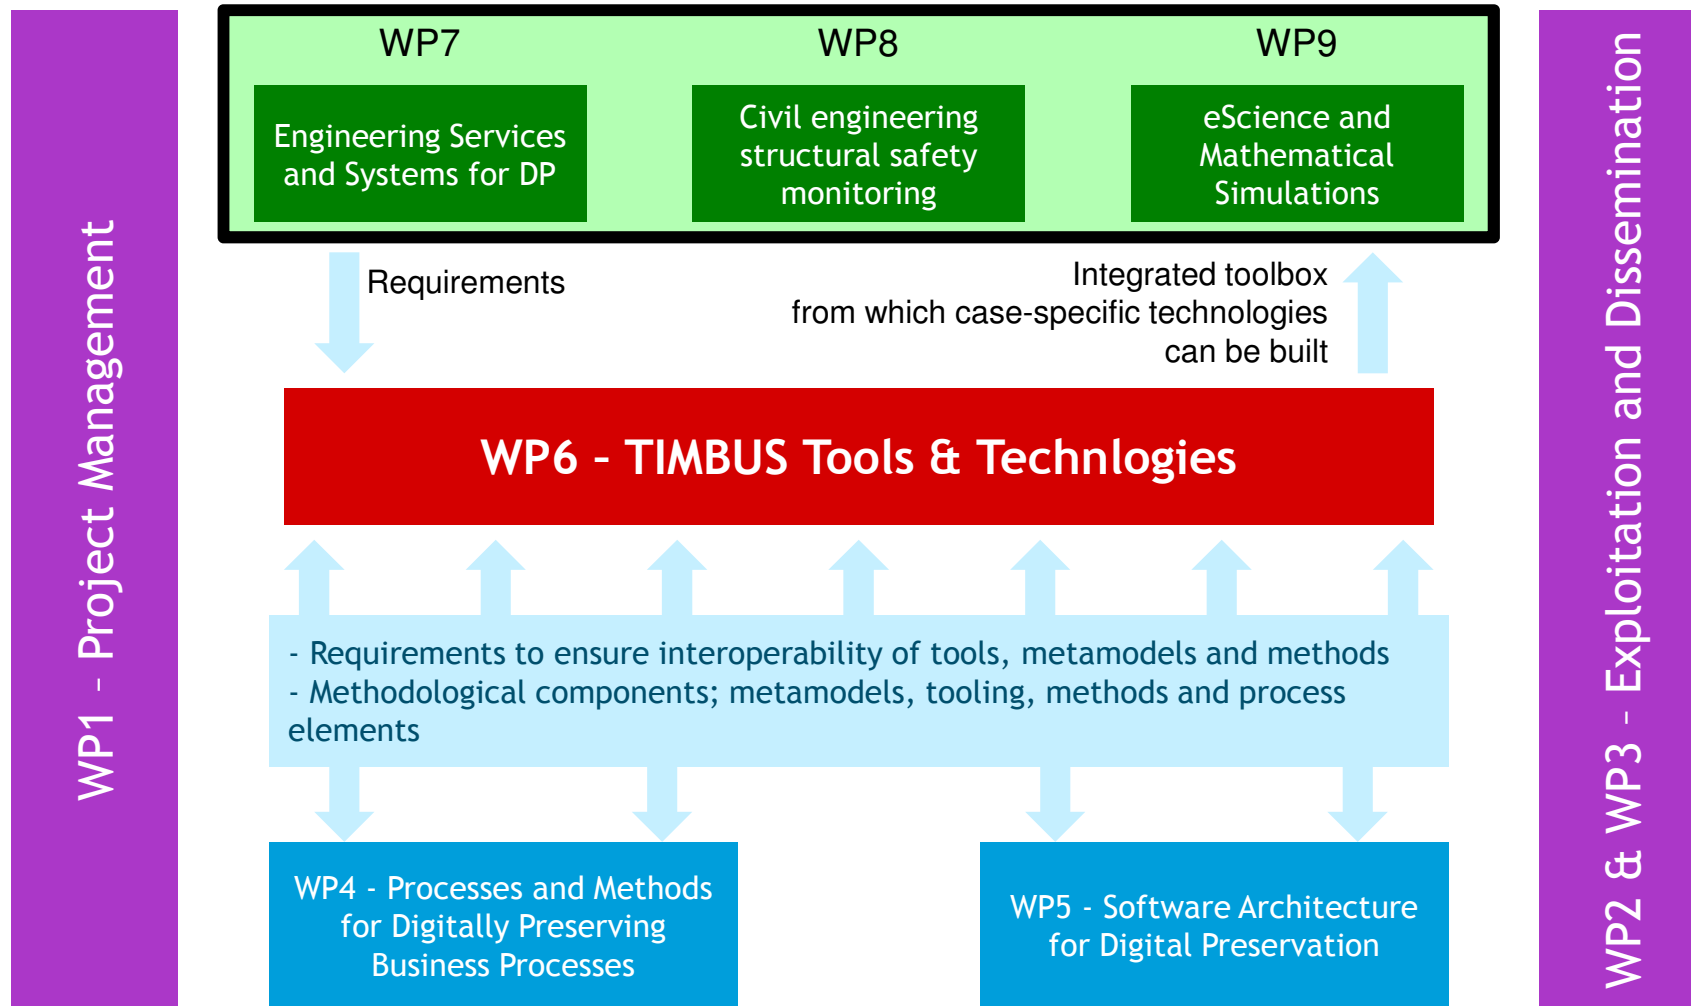 WP1 - Project Management
WP7
Engineering Services
and Systems for DP
WP8
Civil engineering
structural safety
monitoring
WP9
eScience and
Mathematical
Simulations
Requirements
Integrated toolbox
from which case-specific technologies
can be built
WP6 – TIMBUS Tools & Technlogies
- Requirements to ensure interoperability of tools, metamodels and methods
- Methodological components; metamodels, tooling, methods and process
elements
WP4 - Processes and Methods
for Digitally Preserving
Business Processes
WP5 - Software Architecture
for Digital Preservation
WP2 & WP3 - Exploitation and Dissemination